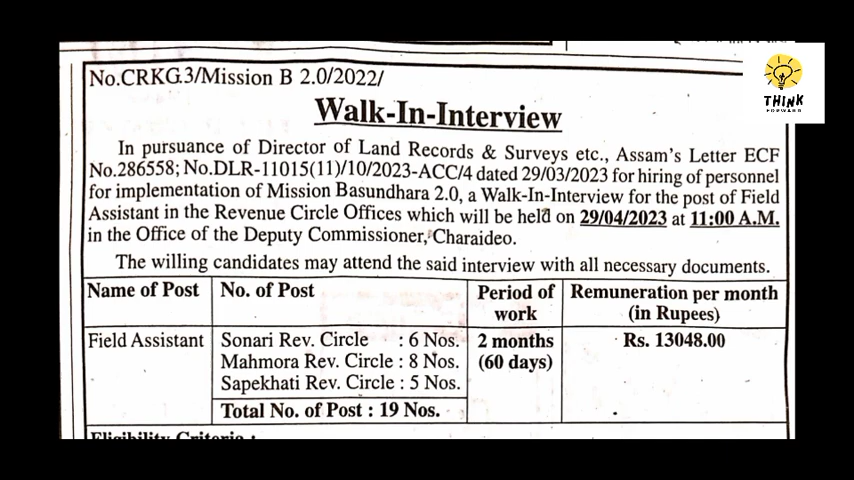 No.CRKG3/Mission B 2.0/2022/
THINK
FORWARD
Walk-In-Interview
In pursuance of Director of Land Records & Surveys etc., Assam's Letter ECF
No.286558; No.DLR-11015(11)/10/2023-ACC/4 dated 29/03/2023 for hiring of personnel
for implementation of Mission Basundhara 2.0, a Walk-In-Interview for the post of Field
Assistant in the Revenue Circle Offices which will be held on 29/04/2023 at 11:00 A.M.
in the Office of the Deputy Commissioner, Charaideo.
The willing candidates may attend the said interview with all necessary documents.
Name of Post No. of Post Period of work Remuneration per month (in Rupees)
Field Assistant Sonari Rev. Circle : 6 Nos. 2 months Rs. 13048.00
Mahmora Rev. Circle : 8 Nos. (60 days)
Sapekhati Rev. Circle : 5 Nos.
Total No. of Post : 19 Nos.
Eligibility Criteria :